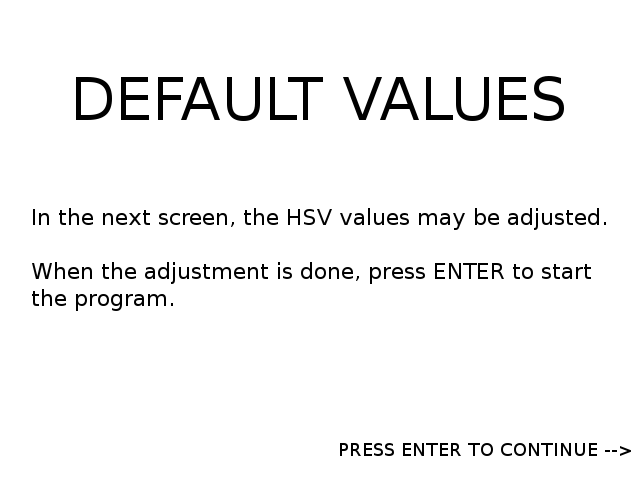 DEFAULT VALUES
In the next screen, the HSV values may be adjusted.
When the adjustment is done, press ENTER to start
the program.
PRESS ENTER TO CONTINUE -->